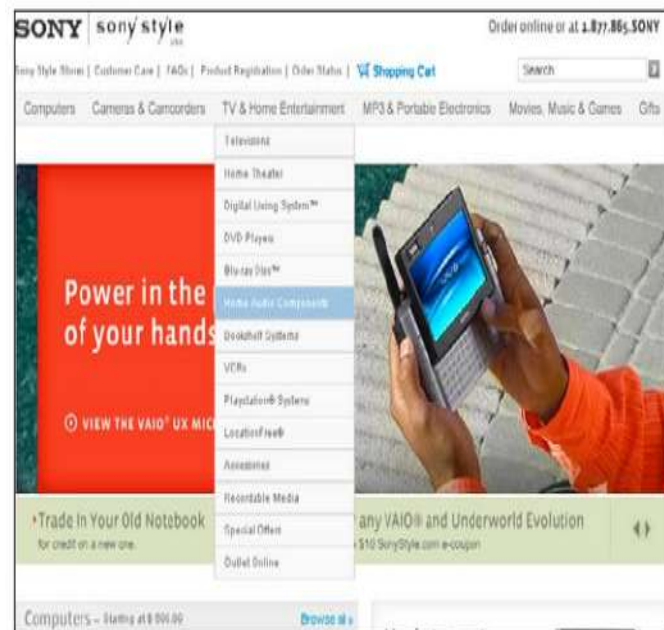 SONY sony style USA
Order online or at 1.877.865.SONY
Sony Style Stores | Customer Care | FAQs | Product Registration | Order Status | Shopping Cart
Search
Computers Cameras & Camcorders TV & Home Entertainment MP3 & Portable Electronics Movies, Music & Games Gifts
Televisions
Home Theater
Digital Living System™
DVD Players
Blu-ray Disc™
Home Audio Components
Bookshelf Systems
VCRs
Playstation® Systems
LocationFree®
Accessories
Recordable Media
Special Offers
Outlet Online
Power in the
of your hands
VIEW THE VAIO® UX MIC
VAIO
Trade In Your Old Notebook
for credit on a new one.
any VAIO® and Underworld Evolution
$10 SonyStyle.com e-coupon
Computers – Starting at $
Browse all